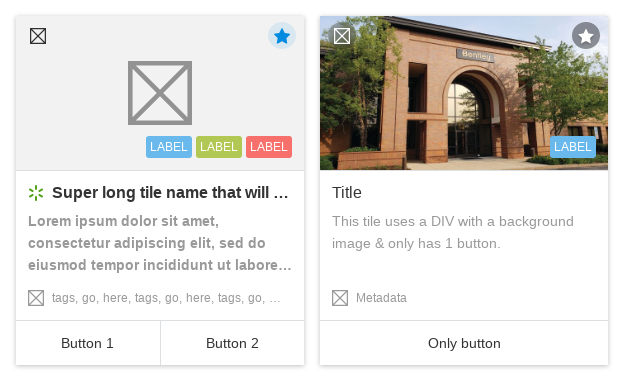 LABEL LABEL LABEL
Super long tile name that will …
Lorem ipsum dolor sit amet,
consectetur adipiscing elit, sed do
eiusmod tempor incididunt ut labore…
tags, go, here, tags, go, here, tags, go, …
Button 1
Button 2
Bentley
LABEL
Title
This tile uses a DIV with a background
image & only has 1 button.
Metadata
Only button